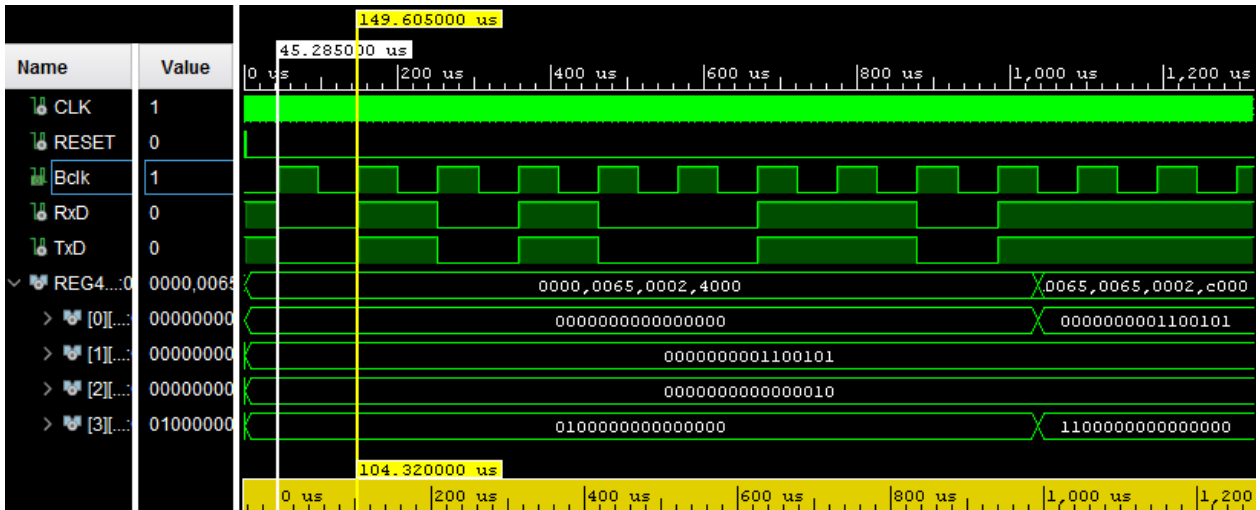 149.605000 us
45.285000 us
Name Value
0 us 200 us 400 us 600 us 800 us 1,000 us 1,200 us
CLK 1
RESET 0
Bclk 1
RxD 0
TxD 0
REG4...:0 0000,0065 0000,0065,0002,4000 0065,0065,0002,c000
[0][...: 00000000 0000000000000000 0000000001100101
[1][...: 00000000 0000000001100101
[2][...: 00000000 0000000000000010
[3][...: 01000000 0100000000000000 1100000000000000
104.320000 us
0 us 200 us 400 us 600 us 800 us 1,000 us 1,200